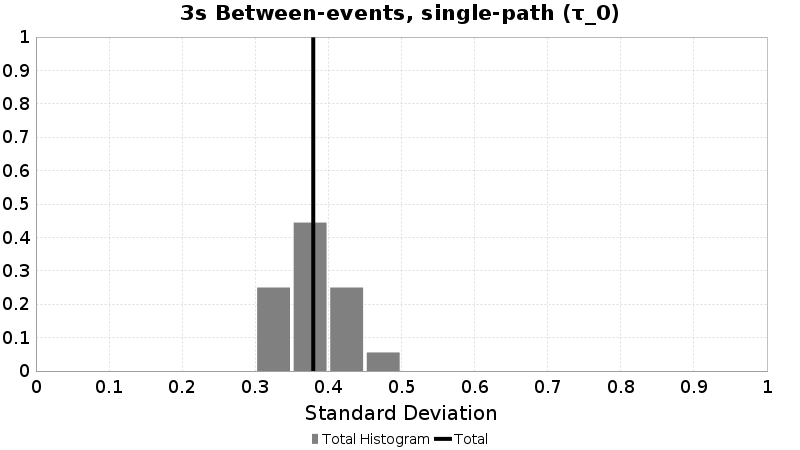 3s Between-events, single-path (τ_0)
1
0.9
0.8
0.7
0.6
0.5
0.4
0.3
0.2
0.1
0
0 0.1 0.2 0.3 0.4 0.5 0.6 0.7 0.8 0.9 1
Standard Deviation
Total Histogram Total